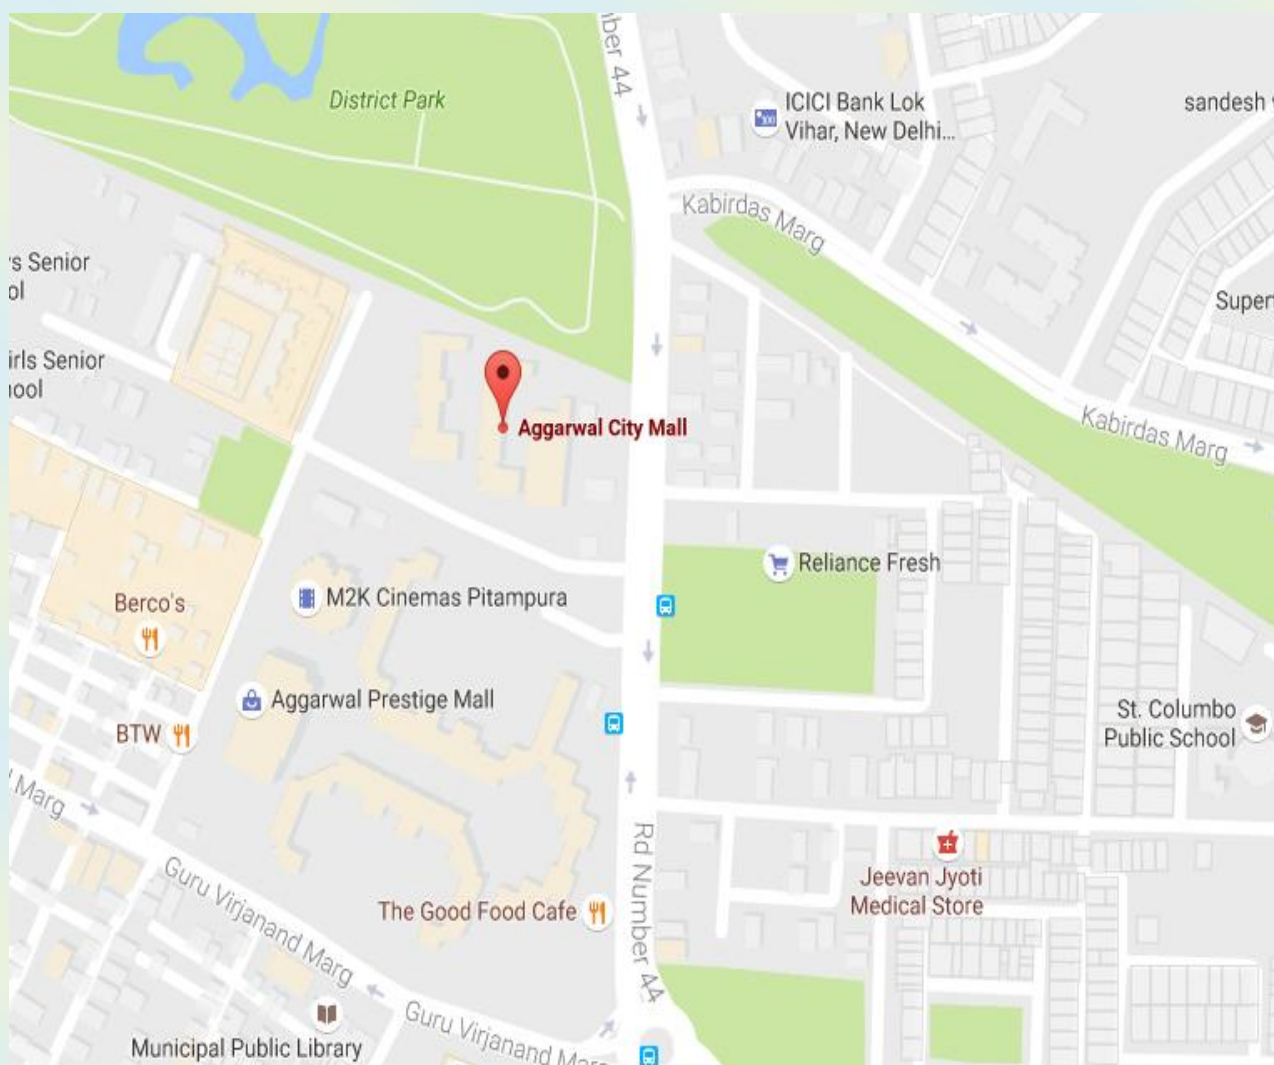 District Park
ber 44
ICICI Bank Lok
Vihar, New Delhi...
sandesh
Kabirdas Marg
s Senior
ol
Super
irls Senior
ool
Aggarwal City Mall
Kabirdas Marg
Reliance Fresh
M2K Cinemas Pitampura
Berco's
Aggarwal Prestige Mall
BTW
St. Columbo
Public School
Marg
Rd Number 44
Guru Virjanand Marg
Jeevan Jyoti
Medical Store
The Good Food Cafe
Guru Virjanand Marg
Municipal Public Library